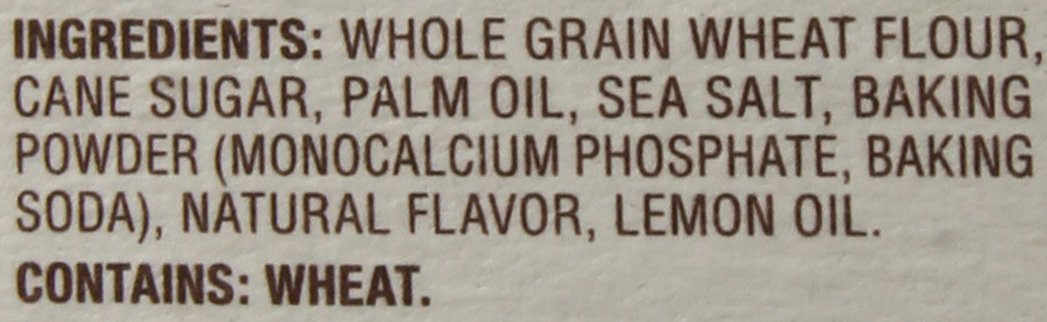 INGREDIENTS: WHOLE GRAIN WHEAT FLOUR,
CANE SUGAR, PALM OIL, SEA SALT, BAKING
POWDER (MONOCALCIUM PHOSPHATE, BAKING
SODA), NATURAL FLAVOR, LEMON OIL.
CONTAINS: WHEAT.